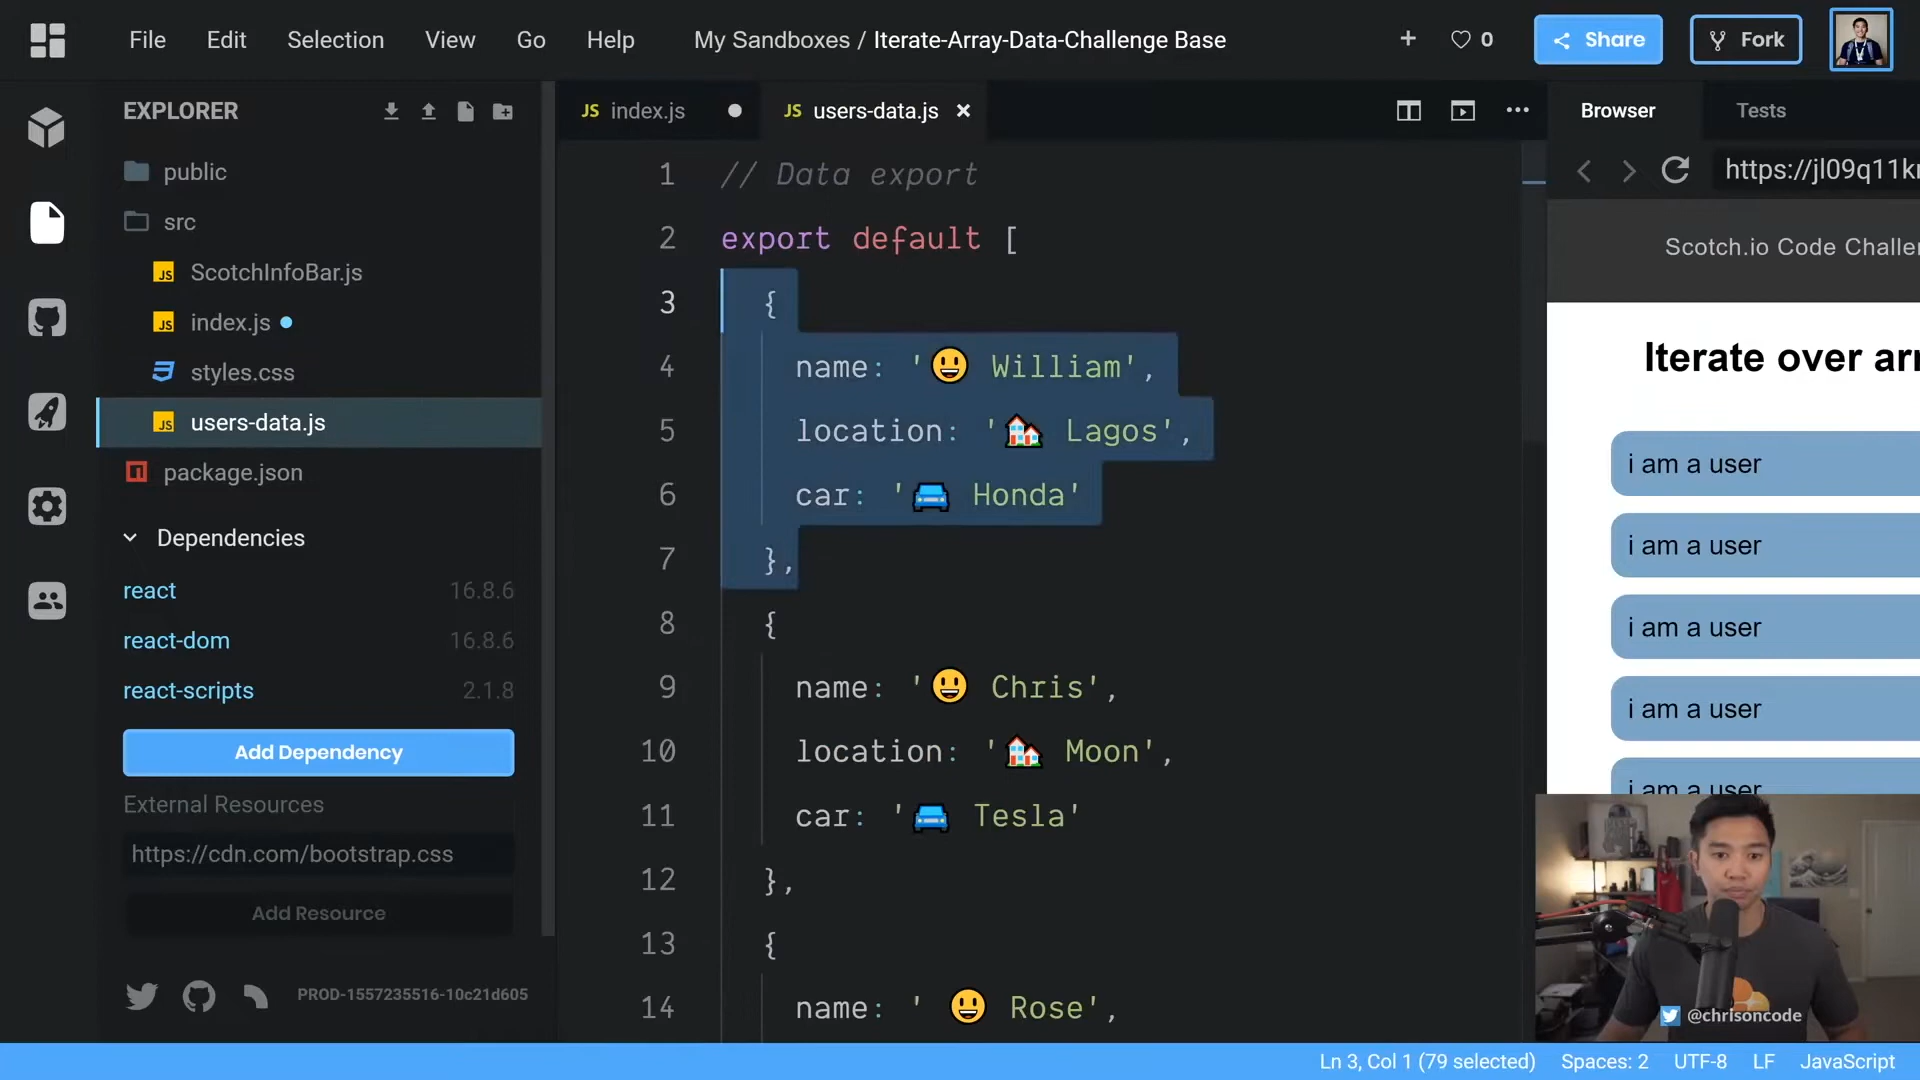 File Edit Selection View Go Help My Sandboxes / Iterate-Array-Data-Challenge Base + 0 Share Fork
EXPLORER
public
src
JS ScotchInfoBar.js
JS index.js
styles.css
JS users-data.js
package.json
Dependencies
react 16.8.6
react-dom 16.8.6
react-scripts 2.1.8
Add Dependency
External Resources
https://cdn.com/bootstrap.css
Add Resource
PROD-1557235516-10c21d605
JS index.js JS users-data.js
1 // Data export
2 export default [
3 {
4 name: '😃 William',
5 location: '🏠 Lagos',
6 car: '🚘 Honda'
7 },
8 {
9 name: '😃 Chris',
10 location: '🏠 Moon',
11 car: '🚘 Tesla'
12 },
13 {
14 name: ' 😃 Rose',
Browser Tests
https://jl09q11k
Scotch.io Code Challe
Iterate over ar
i am a user
i am a user
i am a user
i am a user
i am a user
@chrisoncode
Ln 3, Col 1 (79 selected) Spaces: 2 UTF-8 LF JavaScript